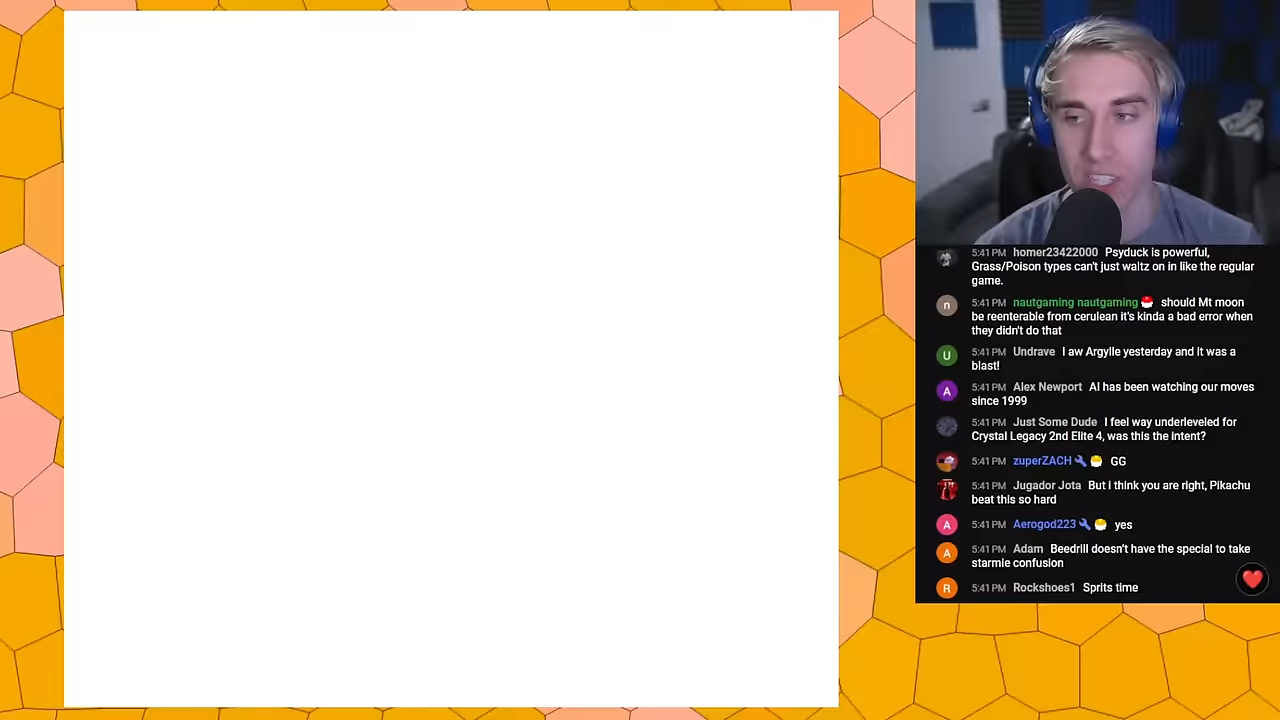 5:41 PM homer23422000 Psyduck is powerful,
Grass/Poison types can't just waltz on in like the regular
game.
n
5:41 PM nautgaming nautgaming should Mt moon
be reenterable from cerulean it's kinda a bad error when
they didn't do that
U
5:41 PM Undrave I aw Argylle yesterday and it was a
blast!
A
5:41 PM Alex Newport AI has been watching our moves
since 1999
5:41 PM Just Some Dude I feel way underleveled for
Crystal Legacy 2nd Elite 4, was this the intent?
5:41 PM zuperZACH GG
5:41 PM Jugador Jota But i think you are right, Pikachu
beat this so hard
A
5:41 PM Aerogod223 yes
A
5:41 PM Adam Beedrill doesn't have the special to take
starmie confusion
R
5:41 PM Rockshoes1 Sprits time